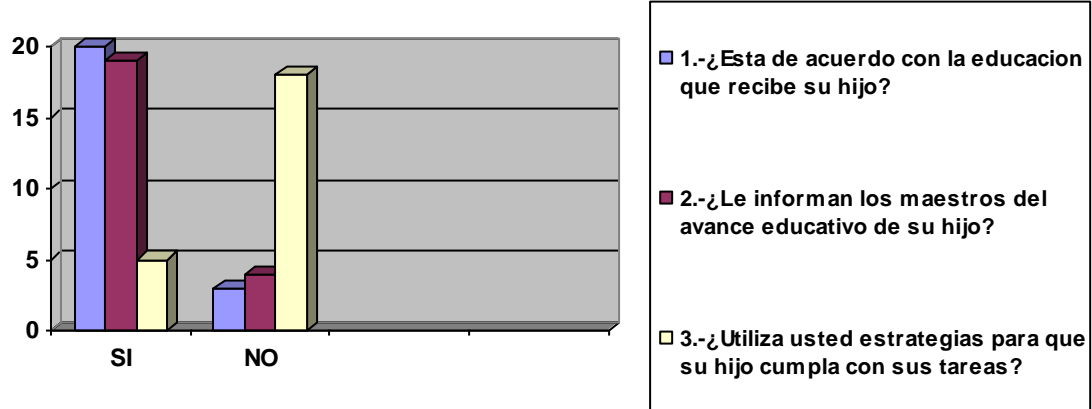 20
15
10
5
0
SI NO
1.-¿Esta de acuerdo con la educacion
que recibe su hijo?
2.-¿Le informan los maestros del
avance educativo de su hijo?
3.-¿Utiliza usted estrategias para que
su hijo cumpla con sus tareas?